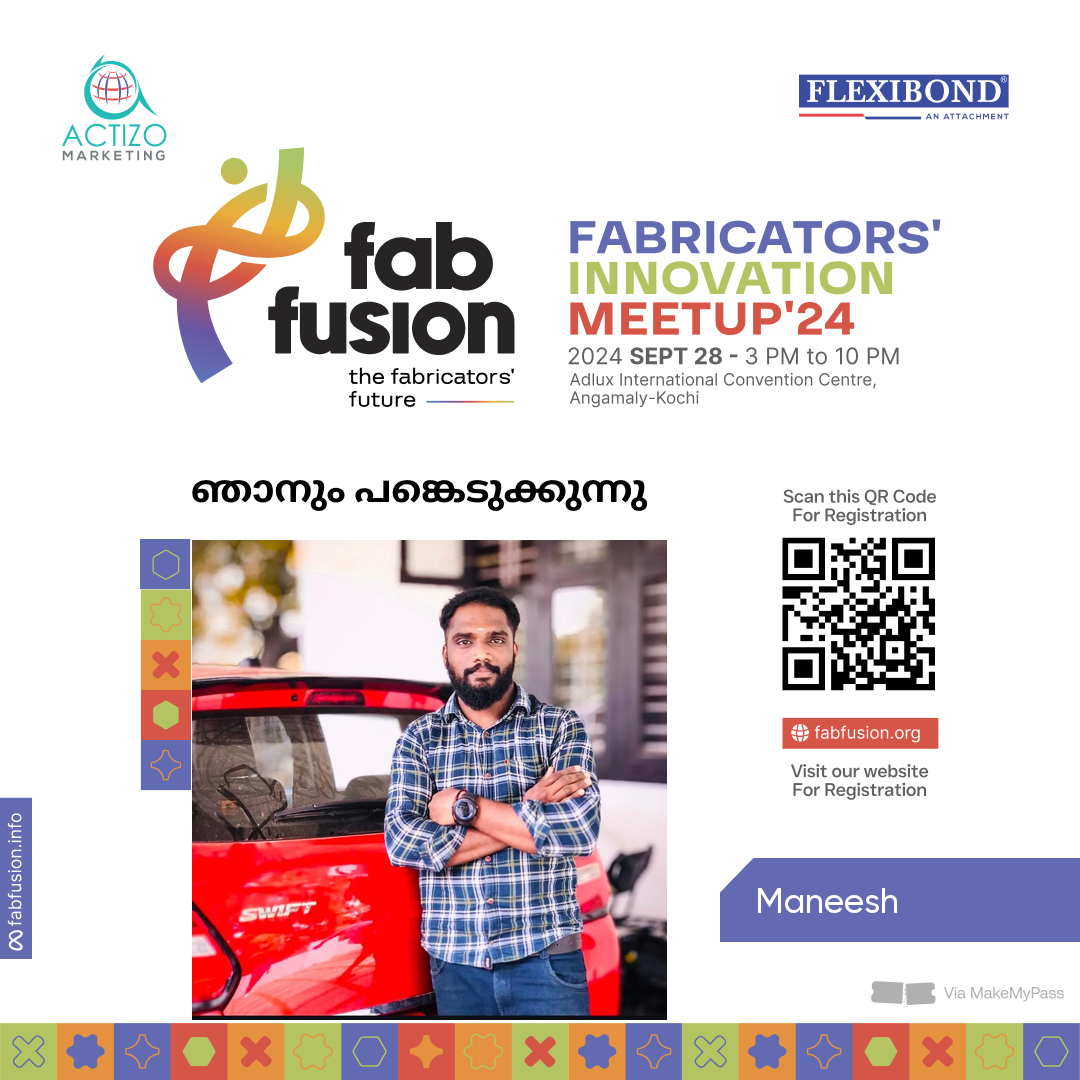 ACTIZO
MARKETING
FLEXIBOND®
AN ATTACHMENT
fab
fusion
the fabricators'
future
FABRICATORS'
INNOVATION
MEETUP'24
2024 SEPT 28 - 3 PM to 10 PM
Adlux International Convention Centre,
Angamaly-Kochi
ഞാനും പങ്കെടുക്കുന്നു
Scan this QR Code
For Registration
fabfusion.org
Visit our website
For Registration
SWIFT
fabfusion.info
Maneesh
Via MakeMyPass